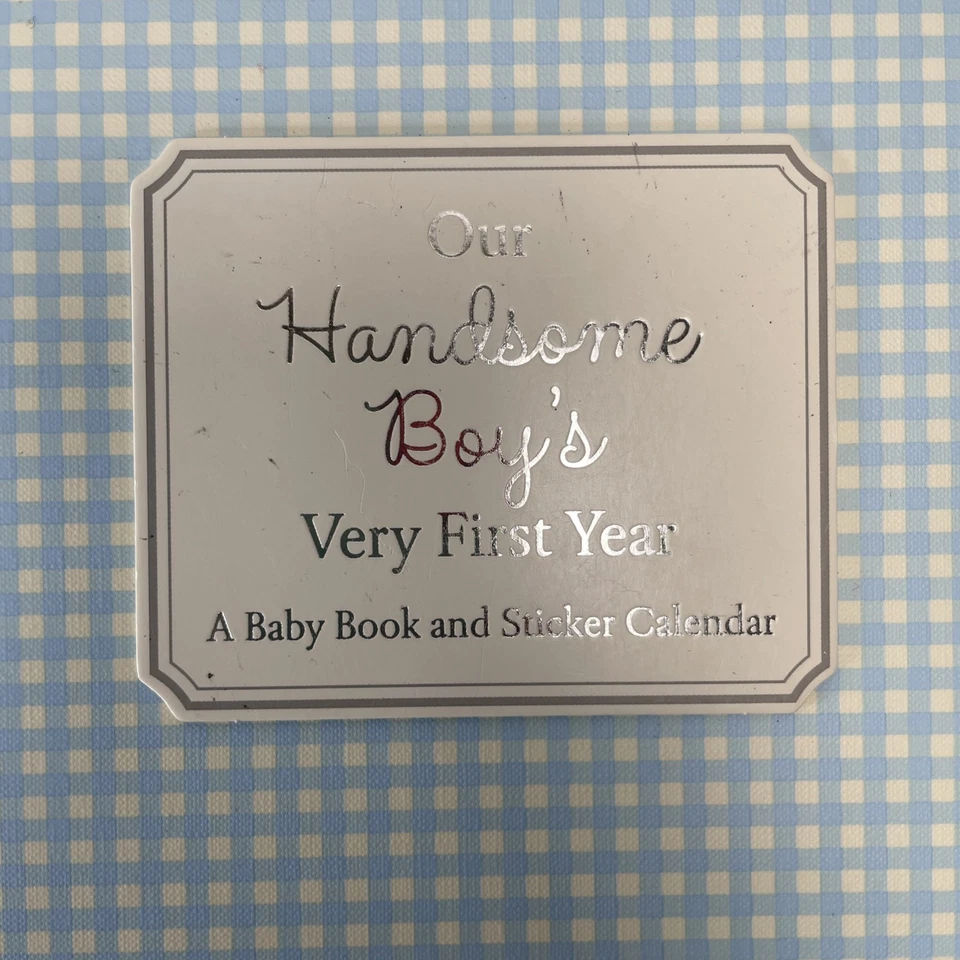 Our
Handsome
Boy's
Very First Year
A Baby Book and Sticker Calendar